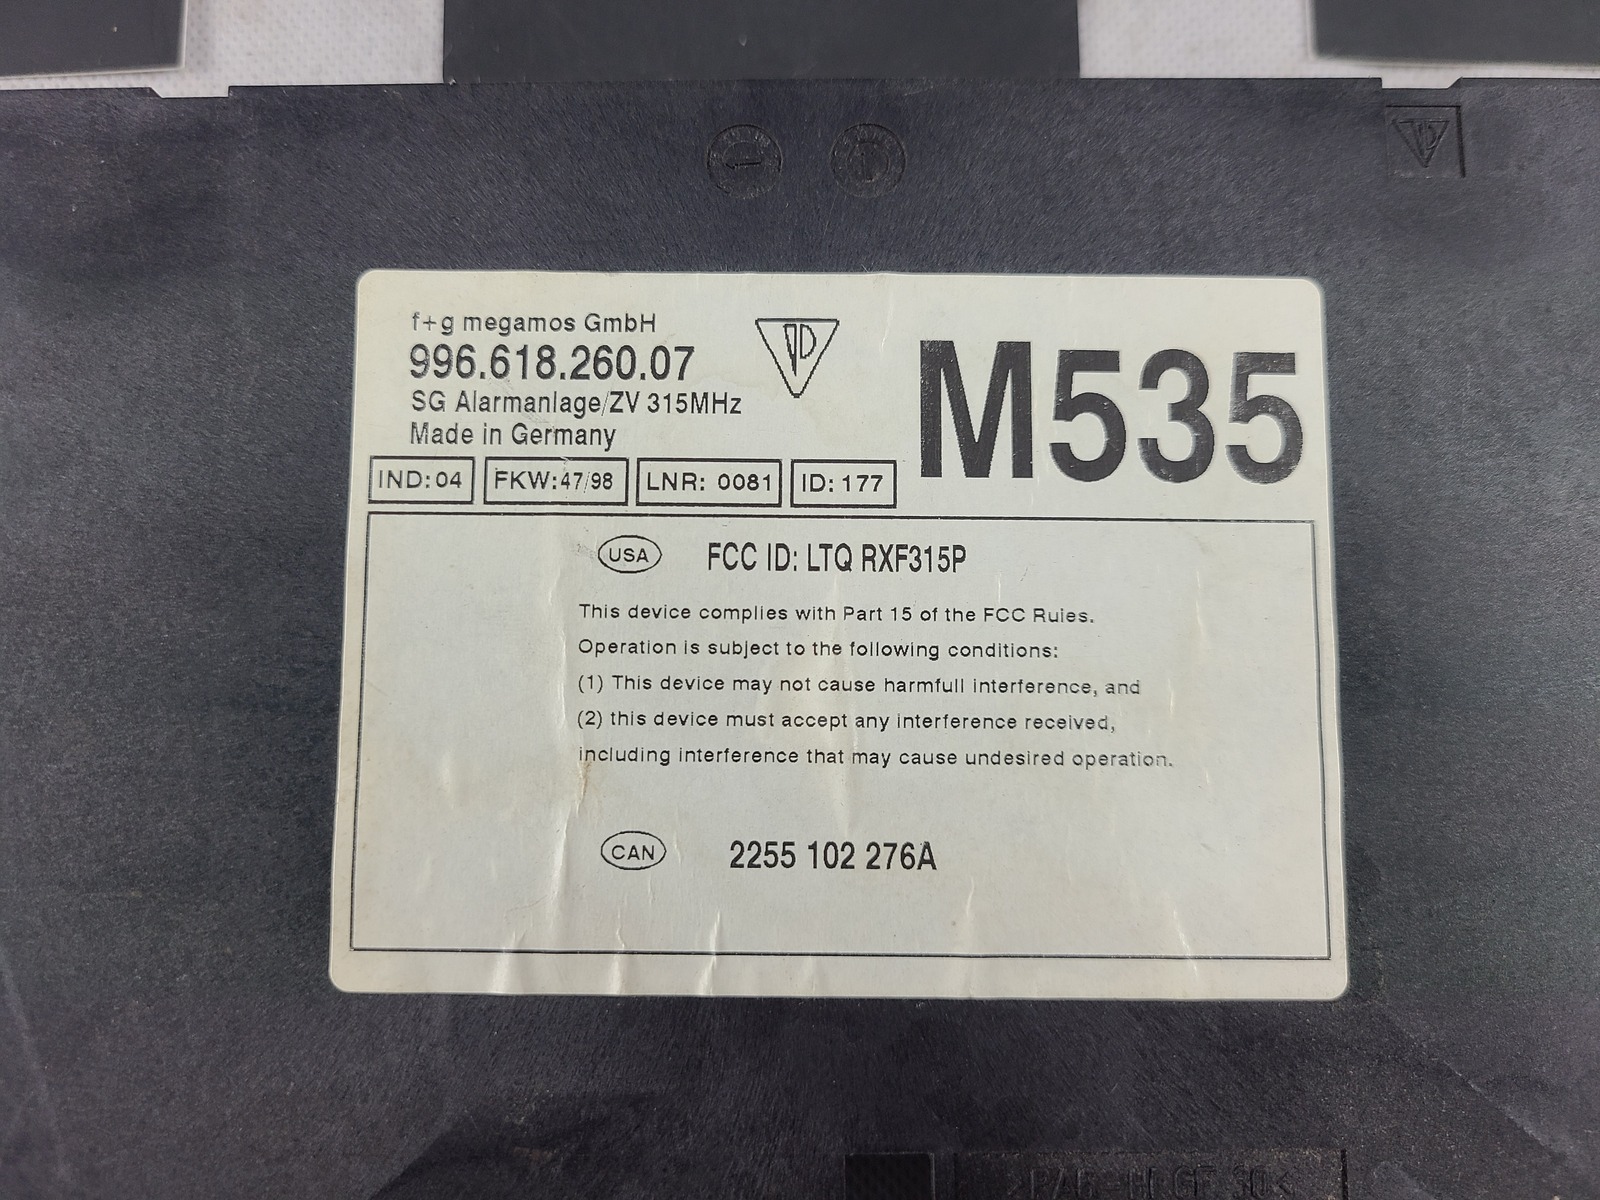 f+g megamos GmbH
996.618.260.07
SG Alarmanlage/ZV 315MHz
Made in Germany
M535
IND: 04 FKW: 47/98 LNR: 0081 ID: 177
USA FCC ID: LTQ RXF315P
This device complies with Part 15 of the FCC Rules.
Operation is subject to the following conditions:
(1) This device may not cause harmfull interference, and
(2) this device must accept any interference received,
including interference that may cause undesired operation.
CAN 2255 102 276A